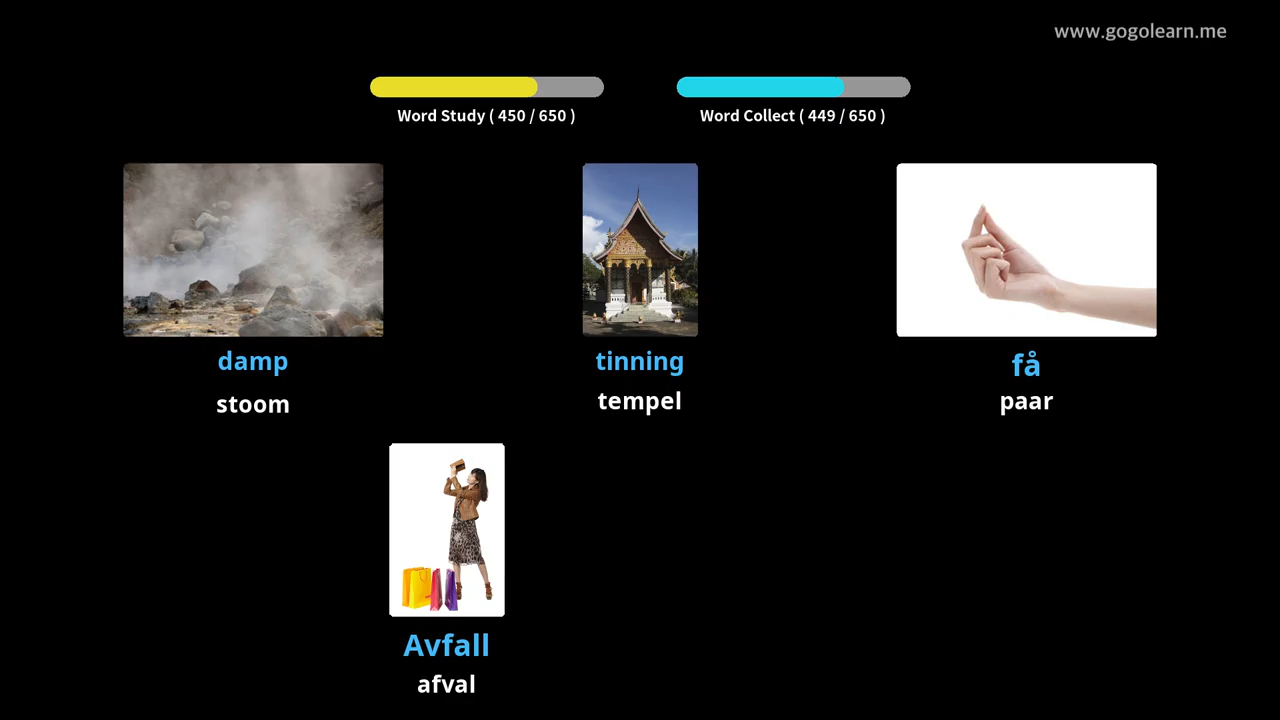 www.gogolearn.me
Word Study ( 450 / 650 )
Word Collect ( 449 / 650 )
damp
stoom
tinning
tempel
få
paar
Avfall
afval